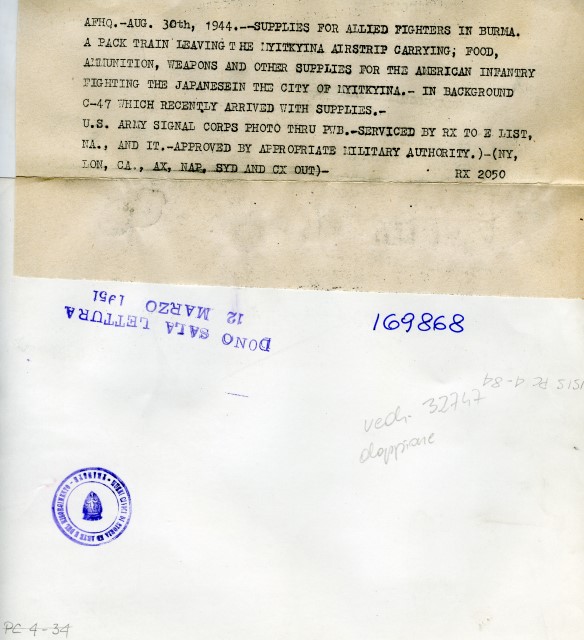 AFHQ.-AUG. 30th, 1944.--SUPPLIES FOR ALLIED FIGHTERS IN BURMA.
A PACK TRAIN LEAVING THE MYITKYINA AIRSTRIP CARRYING; FOOD,
AMMUNITION, WEAPONS AND OTHER SUPPLIES FOR THE AMERICAN INFANTRY
FIGHTING THE JAPANESEIN THE CITY OF MYITKYINA.- IN BACKGROUND
C-47 WHICH RECENTLY ARRIVED WITH SUPPLIES.-
U.S. ARMY SIGNAL CORPS PHOTO THRU PWB.-SERVICED BY RX TO E LIST,
NA., AND IT.-APPROVED BY APPROPRIATE MILITARY AUTHORITY.)-(NY,
LON, CA., AX, NAP, SYD AND CX OUT)- RX 2050
DONO SALA LETTURA
12 MARZO 1951
169868
ISIS PC 4-84
vedi 32747
doppione
PC 4-34